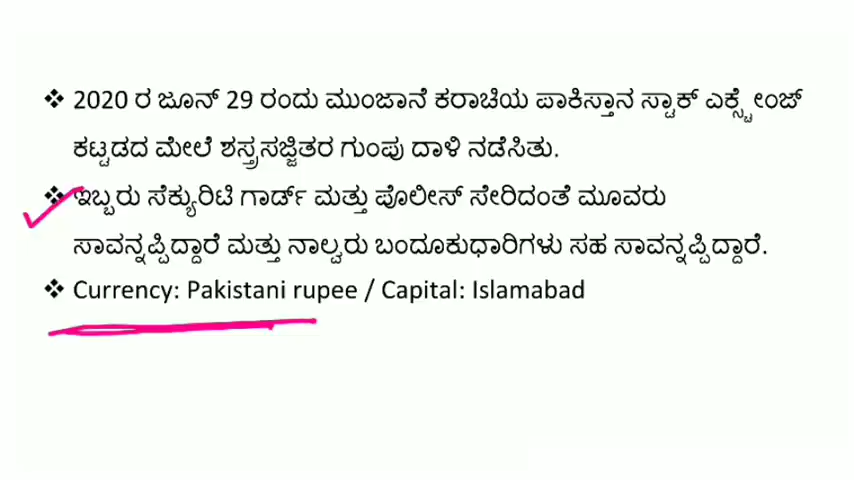 ❖ 2020 ರ ಜೂನ್ 29 ರಂದು ಮುಂಜಾನೆ ಕರಾಚಿಯ ಪಾಕಿಸ್ತಾನ ಸ್ಟಾಕ್ ಎಕ್ಸ್ಚೇಂಜ್
ಕಟ್ಟಡದ ಮೇಲೆ ಶಸ್ತ್ರಸಜ್ಜಿತರ ಗುಂಪು ದಾಳಿ ನಡೆಸಿತು.
❖ ಇಬ್ಬರು ಸೆಕ್ಯುರಿಟಿ ಗಾರ್ಡ್ ಮತ್ತು ಪೊಲೀಸ್ ಸೇರಿದಂತೆ ಮೂವರು
ಸಾವನ್ನಪ್ಪಿದ್ದಾರೆ ಮತ್ತು ನಾಲ್ವರು ಬಂದೂಕುಧಾರಿಗಳು ಸಹ ಸಾವನ್ನಪ್ಪಿದ್ದಾರೆ.
❖ Currency: Pakistani rupee / Capital: Islamabad